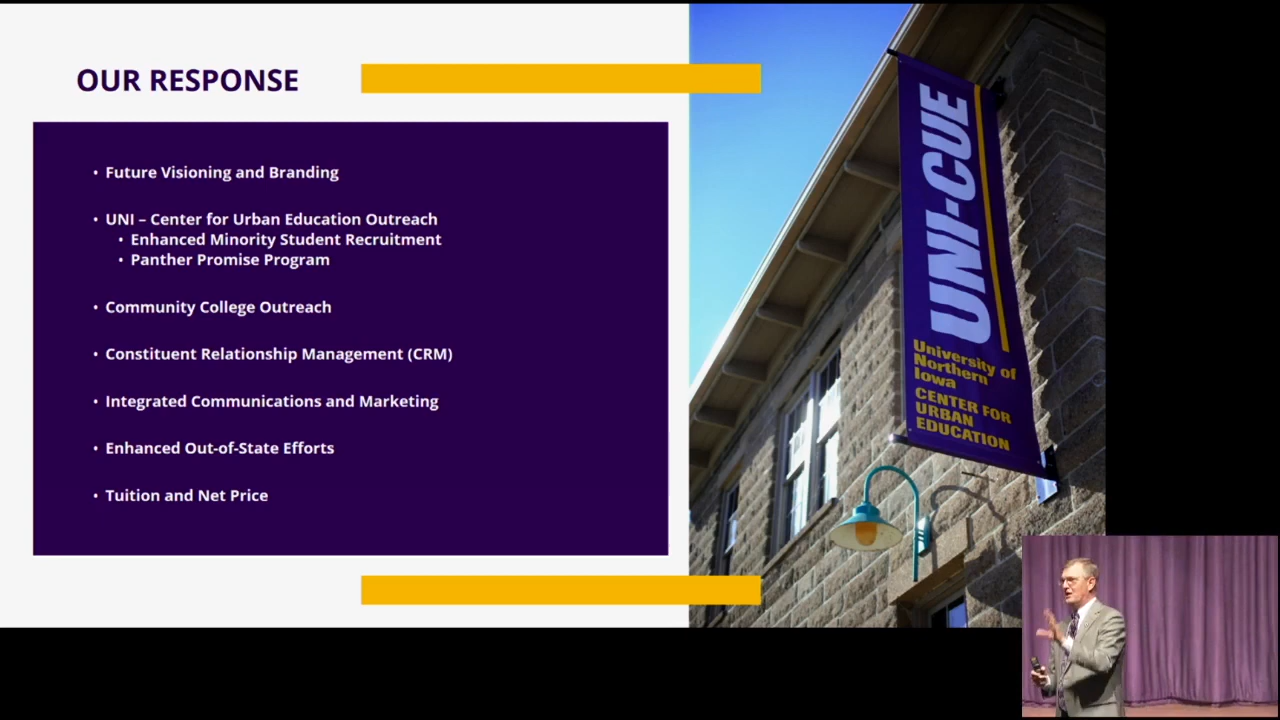 OUR RESPONSE
• Future Visioning and Branding
• UNI – Center for Urban Education Outreach
• Enhanced Minority Student Recruitment
• Panther Promise Program
• Community College Outreach
• Constituent Relationship Management (CRM)
• Integrated Communications and Marketing
• Enhanced Out-of-State Efforts
• Tuition and Net Price
UNI-CUE
University of
Northern
Iowa
CENTER FOR
URBAN
EDUCATION